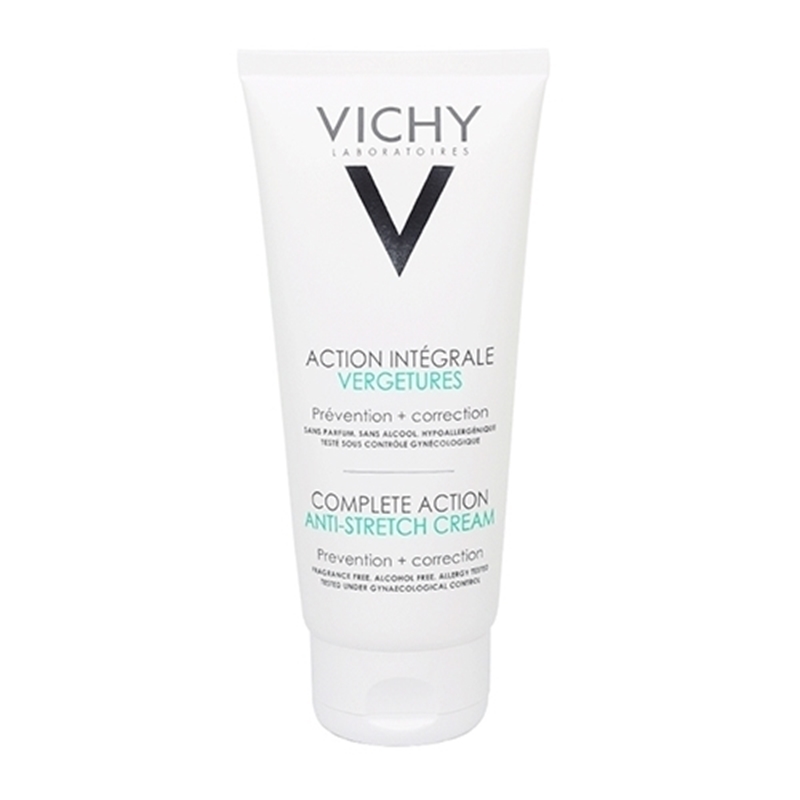 VICHY
LABORATOIRES
V
ACTION INTÉGRALE
VERGETURES
Prévention + correction
SANS PARFUM. SANS ALCOOL. HYPOALLERGÉNIQUE
TESTÉ SOUS CONTRÔLE GYNÉCOLOGIQUE
COMPLETE ACTION
ANTI-STRETCH CREAM
Prevention + correction
FRAGRANCE FREE. ALCOHOL FREE. ALLERGY TESTED
TESTED UNDER GYNAECOLOGICAL CONTROL